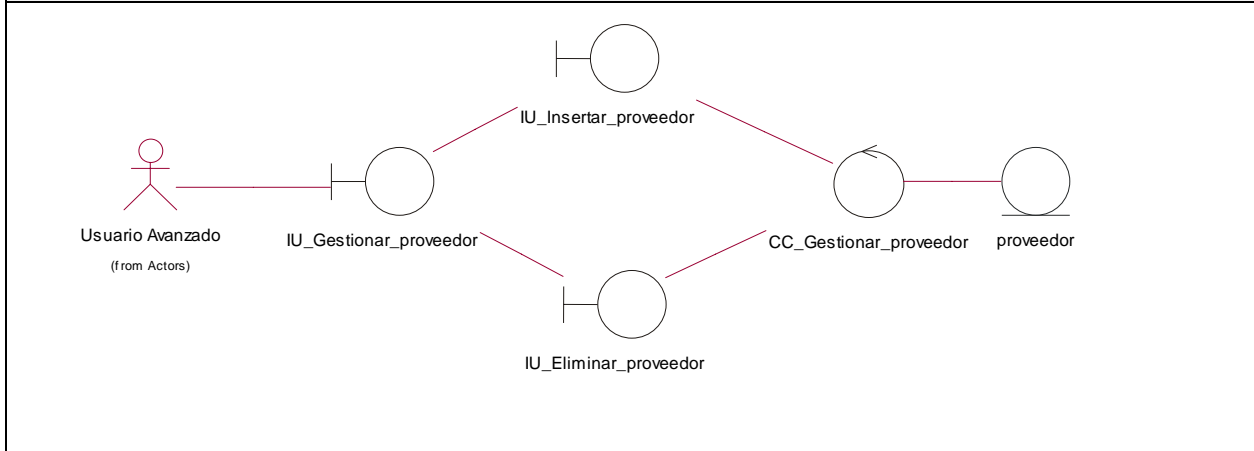 IU_Insertar_proveedor
Usuario Avanzado
(from Actors)
IU_Gestionar_proveedor
CC_Gestionar_proveedor
proveedor
IU_Eliminar_proveedor